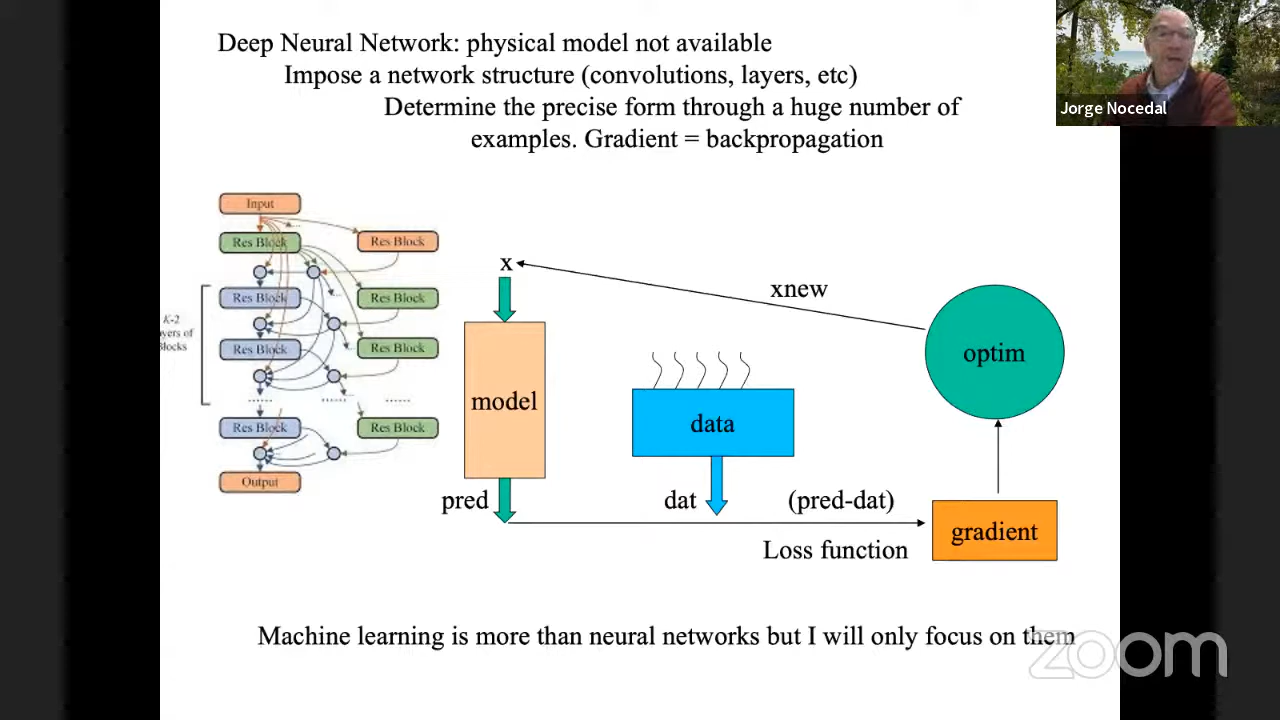 Deep Neural Network: physical model not available
Impose a network structure (convolutions, layers, etc)
Determine the precise form through a huge number of
examples. Gradient = backpropagation
Jorge Nocedal
Input
Res Block
Res Block
Res Block
Res Block
K-2
Blocks
Res Block
Res Block
......
......
......
Res Block
Res Block
Output
x
xnew
optim
model
data
pred
dat
(pred-dat)
gradient
Loss function
Machine learning is more than neural networks but I will only focus on them
zoom